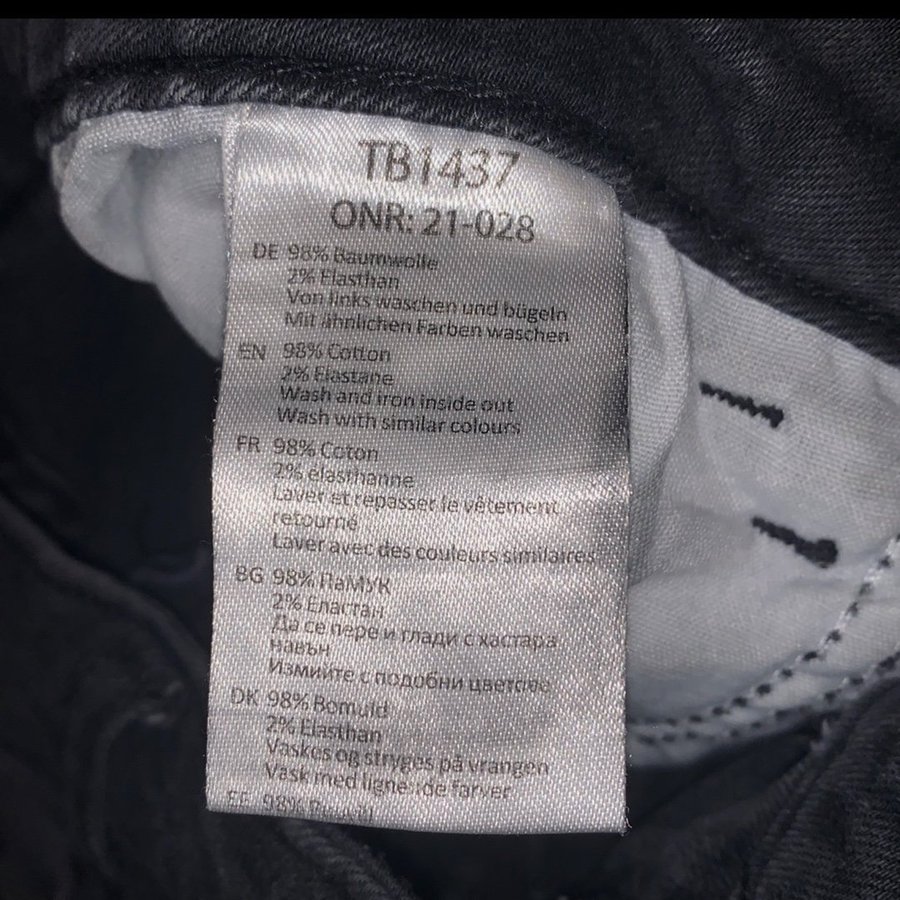 TB1437
ONR: 21-028
DE 98% Baumwolle
2% Elasthan
Von links waschen und bügeln
Mit ähnlichen Farben waschen
EN 98% Cotton
2% Elastane
Wash and iron inside out
Wash with similar colours
FR 98% Coton
2% élasthanne
Laver et repasser le vêtement
retourné
Laver avec des couleurs similaires
BG 98% ПаМУК
2% Еластан
Да се пере и глади с хастара
навън
Измийте с подобни цветове
DK 98% Bomuld
2% Elasthan
Vaskes og stryges på vrangen
Vask med lignende farver
EE 98%